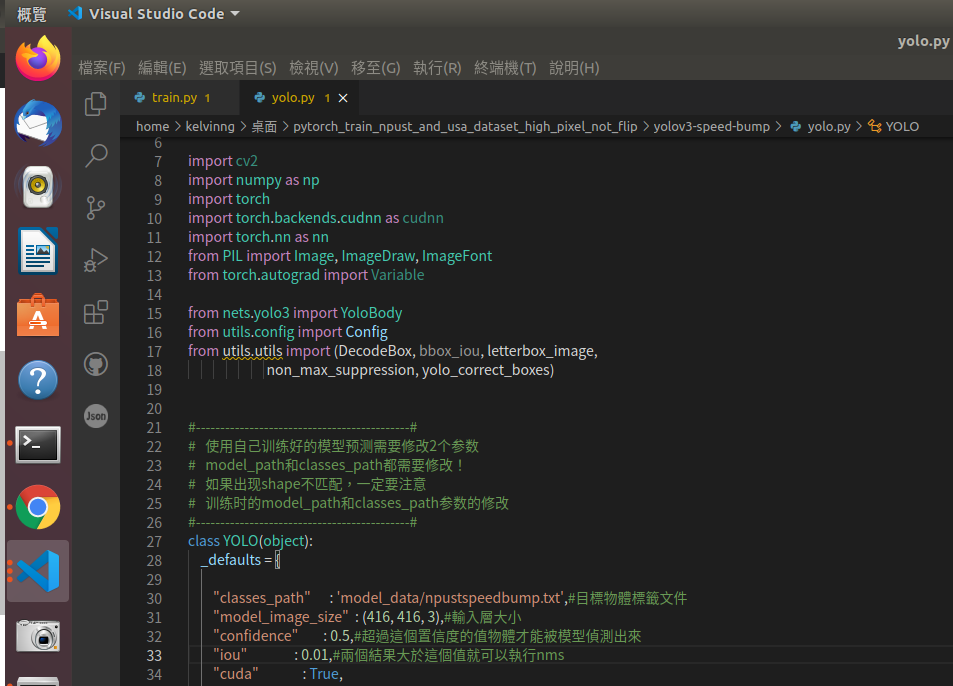 概覽 Visual Studio Code
yolo.py
檔案(F) 編輯(E) 選取項目(S) 檢視(V) 移至(G) 執行(R) 終端機(T) 說明(H)
train.py 1 yolo.py 1
home > kelvinng > 桌面 > pytorch_train_npust_and_usa_dataset_high_pixel_not_flip > yolov3-speed-bump > yolo.py > YOLO
6
7 import cv2
8 import numpy as np
9 import torch
10 import torch.backends.cudnn as cudnn
11 import torch.nn as nn
12 from PIL import Image, ImageDraw, ImageFont
13 from torch.autograd import Variable
14
15 from nets.yolo3 import YoloBody
16 from utils.config import Config
17 from utils.utils import (DecodeBox, bbox_iou, letterbox_image,
18 non_max_suppression, yolo_correct_boxes)
19
20
21 #--------------------------------------------#
22 # 使用自己训练好的模型预测需要修改2个参数
23 # model_path和classes_path都需要修改！
24 # 如果出现shape不匹配，一定要注意
25 # 训练时的model_path和classes_path参数的修改
26 #--------------------------------------------#
27 class YOLO(object):
28 _defaults = {
29
30 "classes_path" : 'model_data/npustspeedbump.txt',#目標物體標籤文件
31 "model_image_size" : (416, 416, 3),#輸入層大小
32 "confidence" : 0.5,#超過這個置信度的值物體才能被模型偵測出來
33 "iou" : 0.01,#兩個結果大於這個值就可以執行nms
34 "cuda" : True,
Json